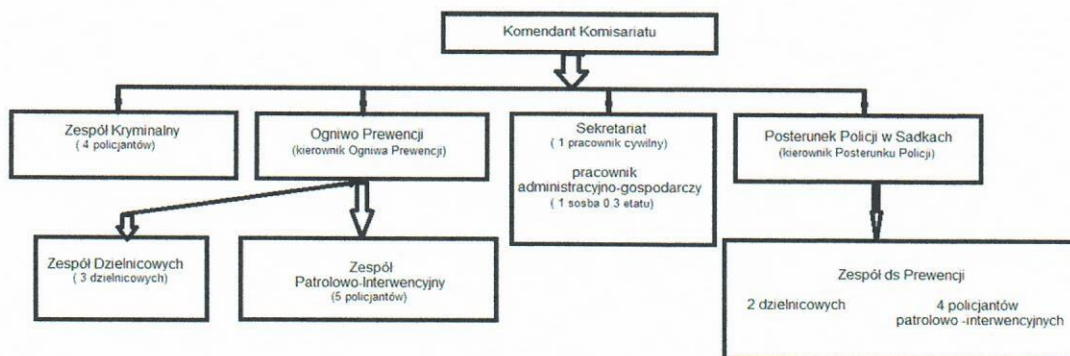 Komendant Komisariatu
Zespół Kryminalny
( 4 policjantów)
Ogniwo Prewencji
(kierownik Ogniwa Prewencji)
Sekretariat
( 1 pracownik cywilny)
pracownik
administracyjno-gospodarczy
( 1 sosba 0.3 etatu)
Posterunek Policji w Sadkach
(kierownik Posterunku Policji)
Zespół Dzielnicowych
( 3 dzielnicowych)
Zespół
Patrolowo-Interwencyjny
(5 policjantów)
Zespół ds Prewencji
2 dzielnicowych
4 policjantów
patrolowo -interwencyjnych